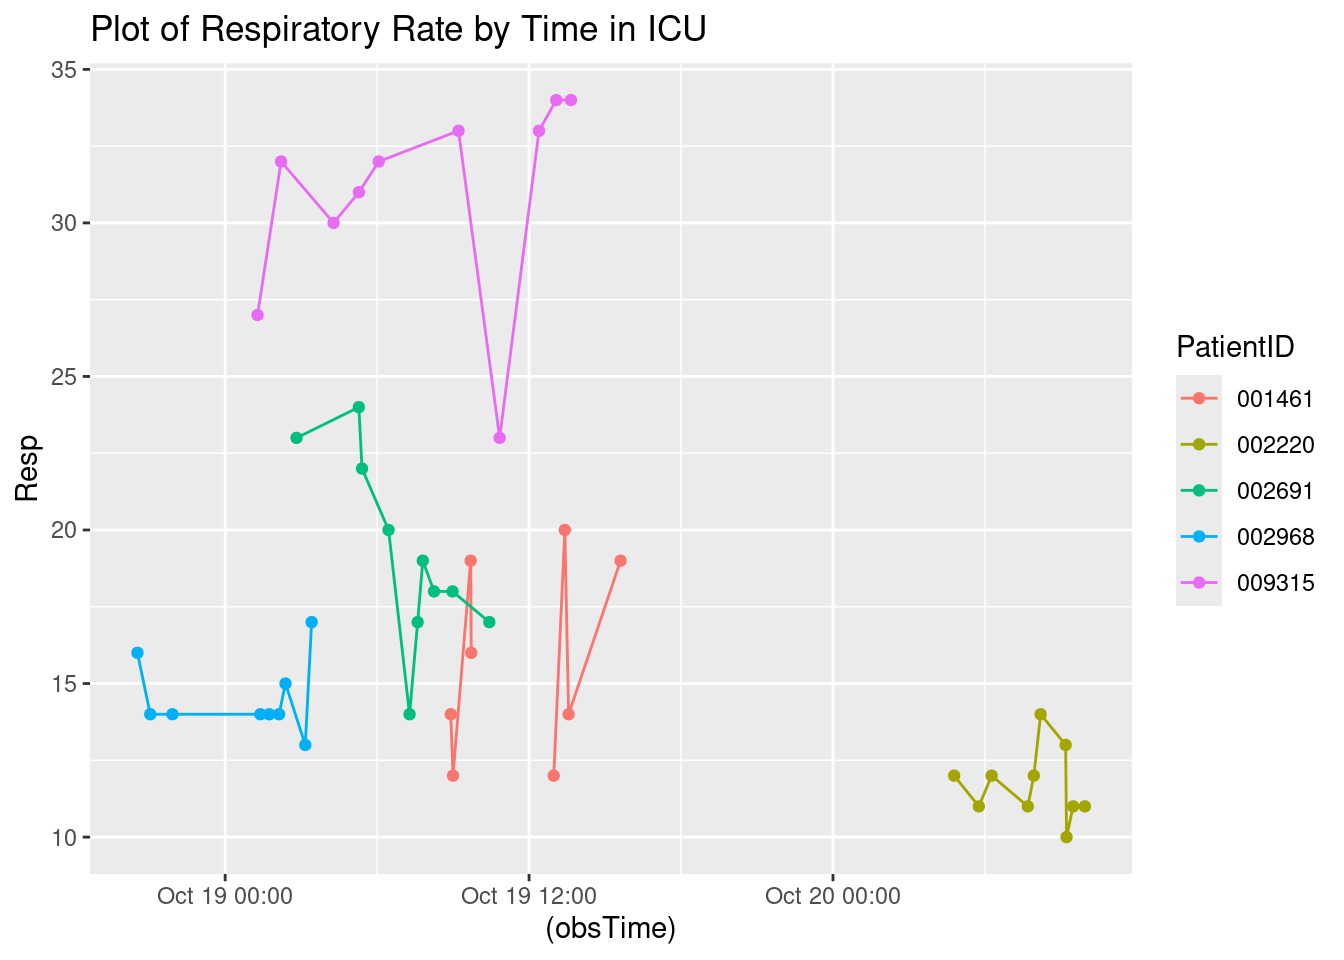 Plot of Respiratory Rate by Time in ICU
35
30
25
20
15
10
Resp
Oct 19 00:00
Oct 19 12:00
Oct 20 00:00
(obsTime)
PatientID
001461
002220
002691
002968
009315